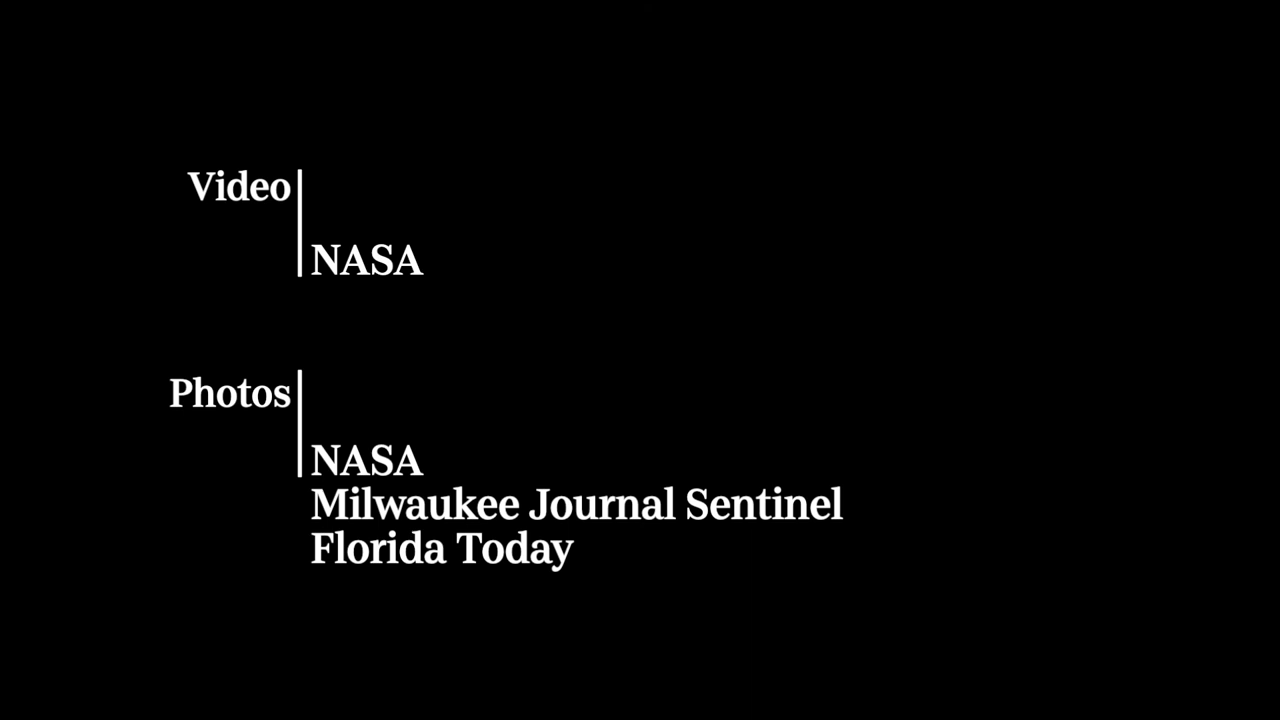 Video
NASA
Photos
NASA
Milwaukee Journal Sentinel
Florida Today